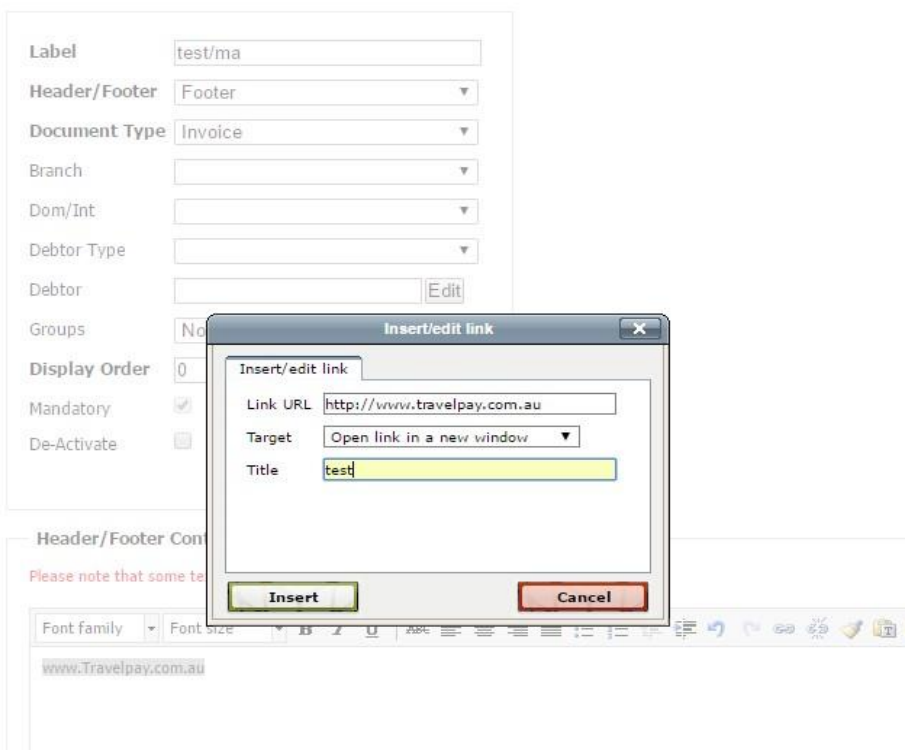 Label test/ma
Header/Footer Footer
Document Type Invoice
Branch
Dom/Int
Debtor Type
Debtor Edit
Groups No
Display Order 0
Mandatory
De-Activate
Insert/edit link
Insert/edit link
Link URL http://www.travelpay.com.au
Target Open link in a new window
Title test
Insert Cancel
Header/Footer Cont
Please note that some te
Font family Font size B I U ABC
www.Travelpay.com.au